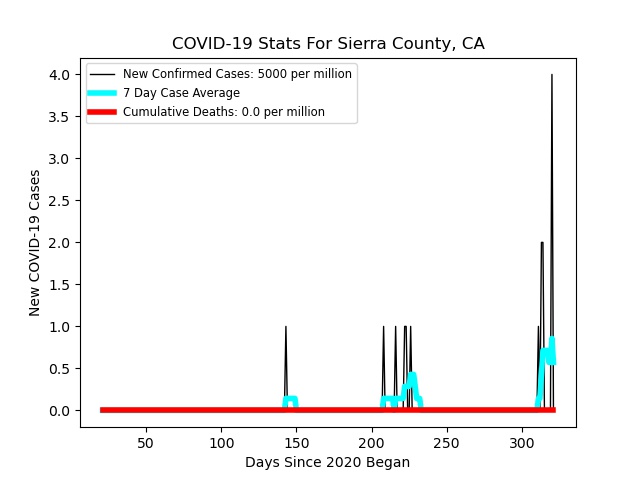 COVID-19 Stats For Sierra County, CA
New Confirmed Cases: 5000 per million
7 Day Case Average
Cumulative Deaths: 0.0 per million
New COVID-19 Cases
4.0
3.5
3.0
2.5
2.0
1.5
1.0
0.5
0.0
50 100 150 200 250 300
Days Since 2020 Began